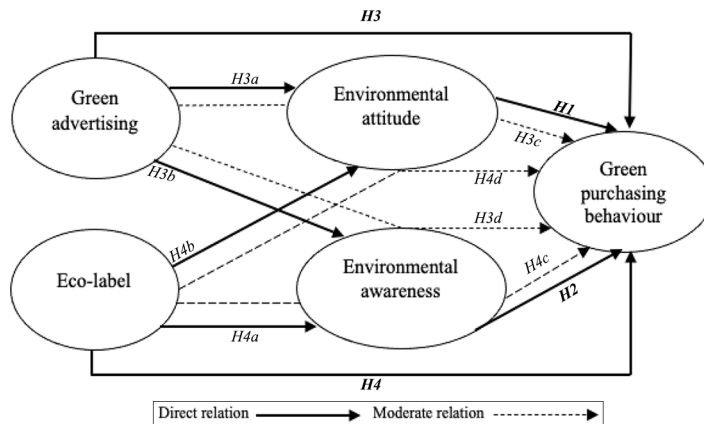 H3
H3a
Green
advertising
Environmental
attitude
H1
H3c
Green
purchasing
behaviour
H3b
H4d
H4b
H3d
Eco-label
Environmental
awareness
H4c
H2
H4a
H4
Direct relation
Moderate relation